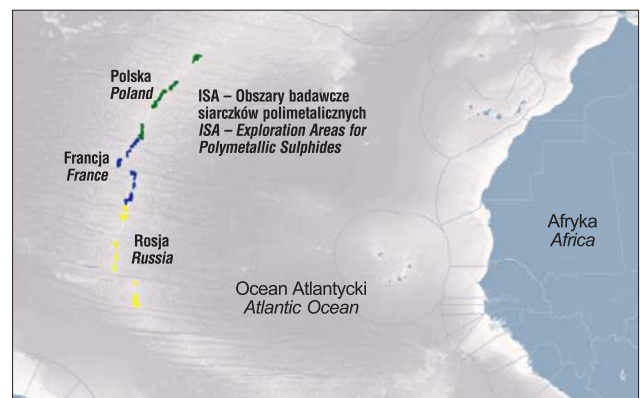 Polska
Poland
ISA – Obszary badawcze
siarczków polimetalicznych
ISA – Exploration Areas for
Polymetallic Sulphides
Francja
France
Rosja
Russia
Afryka
Africa
Ocean Atlantycki
Atlantic Ocean